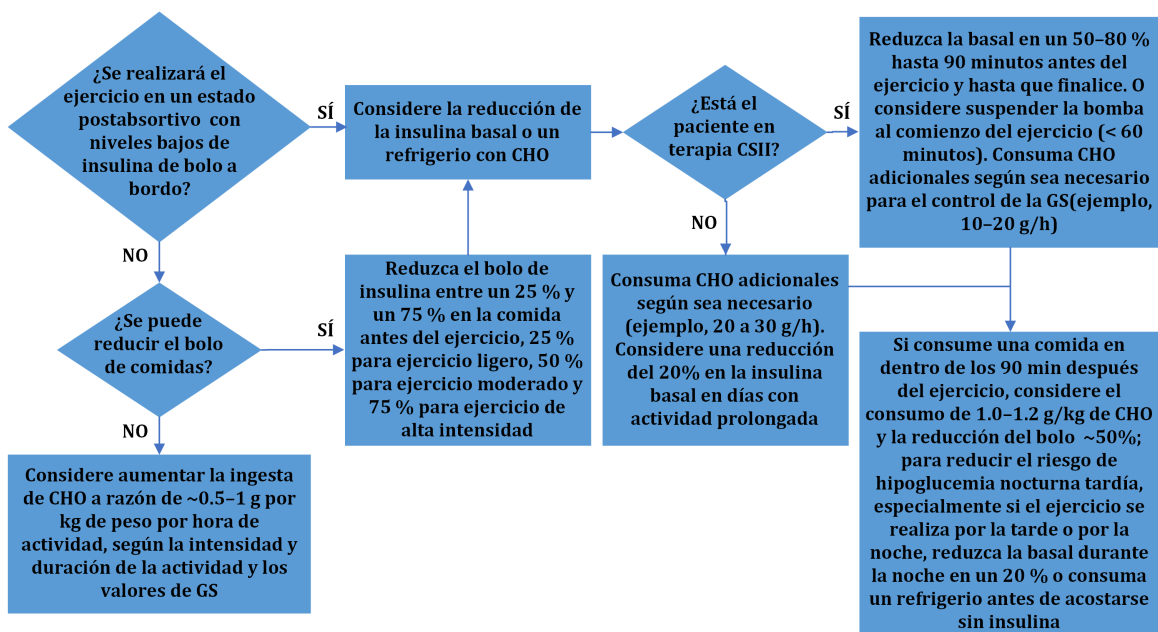 ¿Se realizará el
ejercicio en un estado
postabsortivo con
niveles bajos de
insulina de bolo a
bordo?
SÍ
Considere la reducción de
la insulina basal o un
refrigerio con CHO
¿Está el
paciente en
terapia CSII?
SÍ
Reduzca la basal en un 50–80 %
hasta 90 minutos antes del
ejercicio y hasta que finalice. O
considere suspender la bomba
al comienzo del ejercicio (< 60
minutos). Consuma CHO
adicionales según sea necesario
para el control de la GS(ejemplo,
10–20 g/h)
NO
NO
¿Se puede
reducir el bolo
de comidas?
SÍ
Reduzca el bolo de
insulina entre un 25 % y
un 75 % en la comida
antes del ejercicio, 25 %
para ejercicio ligero, 50 %
para ejercicio moderado y
75 % para ejercicio de
alta intensidad
Consuma CHO adicionales
según sea necesario
(ejemplo, 20 a 30 g/h).
Considere una reducción
del 20% en la insulina
basal en días con
actividad prolongada
Si consume una comida en
dentro de los 90 min después
del ejercicio, considere el
consumo de 1.0–1.2 g/kg de CHO
y la reducción del bolo ~50%;
para reducir el riesgo de
hipoglucemia nocturna tardía,
especialmente si el ejercicio se
realiza por la tarde o por la
noche, reduzca la basal durante
la noche en un 20 % o consuma
un refrigerio antes de acostarse
sin insulina
NO
Considere aumentar la ingesta
de CHO a razón de ~0.5–1 g por
kg de peso por hora de
actividad, según la intensidad y
duración de la actividad y los
valores de GS